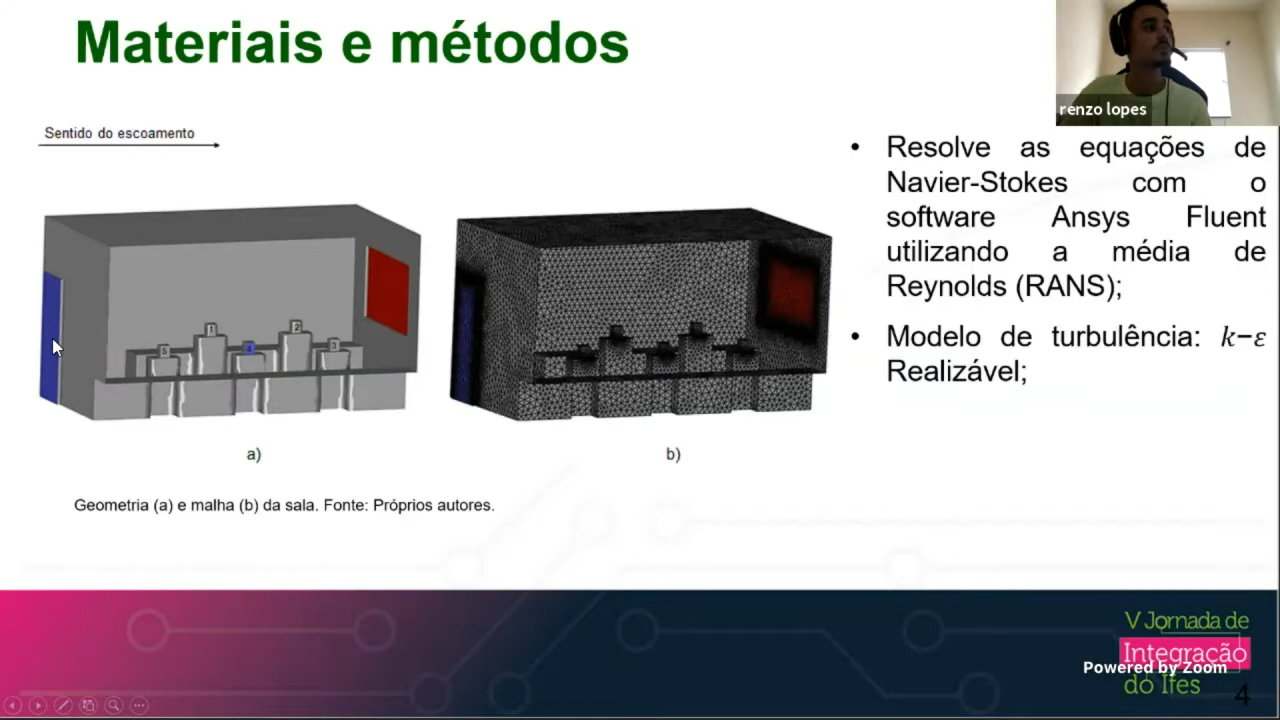 Materiais e métodos
renzo lopes
Sentido do escoamento
• Resolve as equações de
Navier-Stokes com o
software Ansys Fluent
utilizando a média de
Reynolds (RANS);
• Modelo de turbulência: k−ε
Realizável;
1
2
3
4
5
a)
b)
Geometria (a) e malha (b) da sala. Fonte: Próprios autores.
V Jornada de
Integração
do Ifes
Powered by Zoom
4